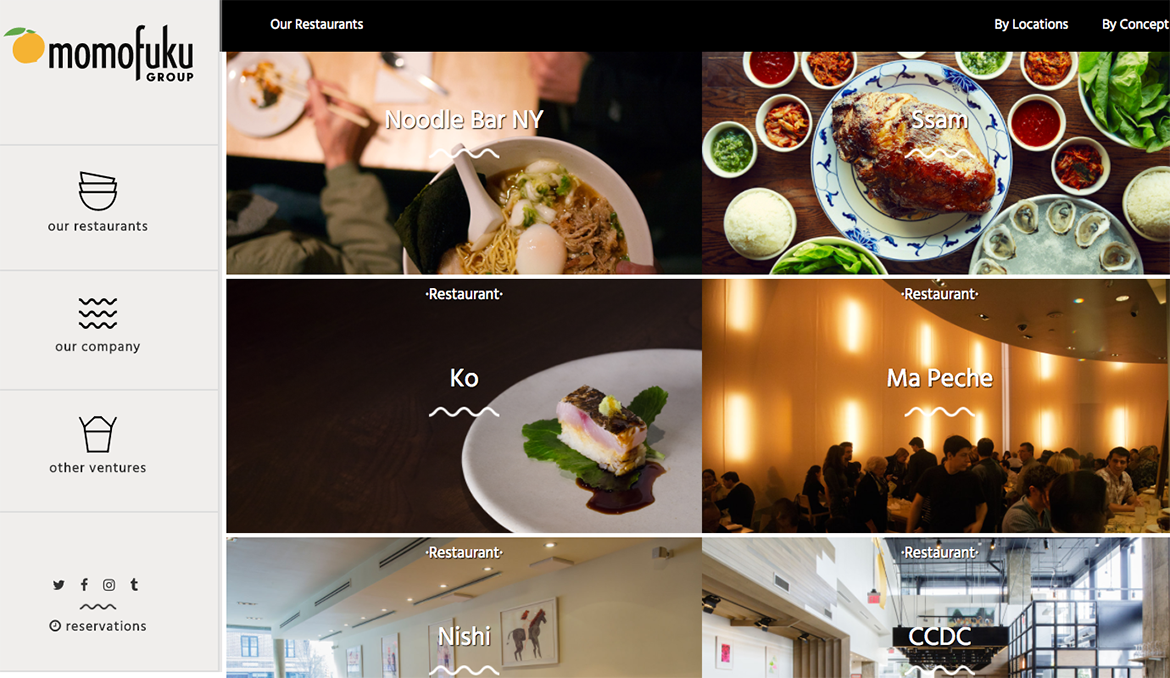 momofuku
GROUP
our restaurants
our company
other ventures
reservations
Our Restaurants
By Locations
By Concept
Noodle Bar NY
Ssam
·Restaurant·
Ko
·Restaurant·
Ma Peche
·Restaurant·
Nishi
·Restaurant·
CCDC